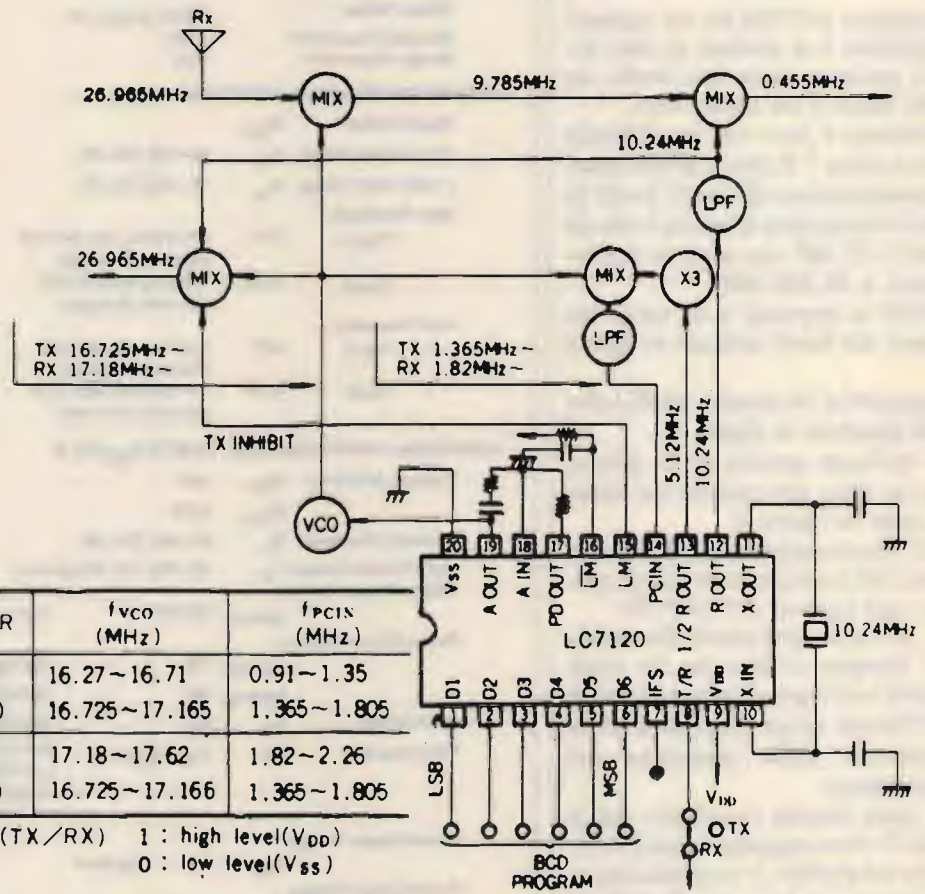 Rx
26.965MHz
MIX
9.785MHz
MIX
0.455MHz
10.24MHz
LPF
26.965MHz
MIX
MIX
X3
LPF
TX 16.725MHz~
RX 17.18MHz~
TX 1.365MHz~
RX 1.82MHz~
TX INHIBIT
5.12MHz
10.24MHz
VCO
20 19 18 17 16 15 14 13 12 11
VSS
A OUT
A IN
PD OUT
LM
LM
PCIN
1/2 R OUT
R OUT
X OUT
LC7120
10.24MHz
D1
D2
D3
D4
D5
D6
IFS
T/R
VDD
X IN
1 2 3 4 5 6 7 8 9 10
LSB
MSB
BCD
PROGRAM
VDD
TX
RX
R fVCO fPCIN
(MHz) (MHz)
16.27~16.71 0.91~1.35
16.725~17.165 1.365~1.805
17.18~17.62 1.82~2.26
16.725~17.166 1.365~1.805
(TX/RX) 1 : high level(VDD)
0 : low level(VSS)